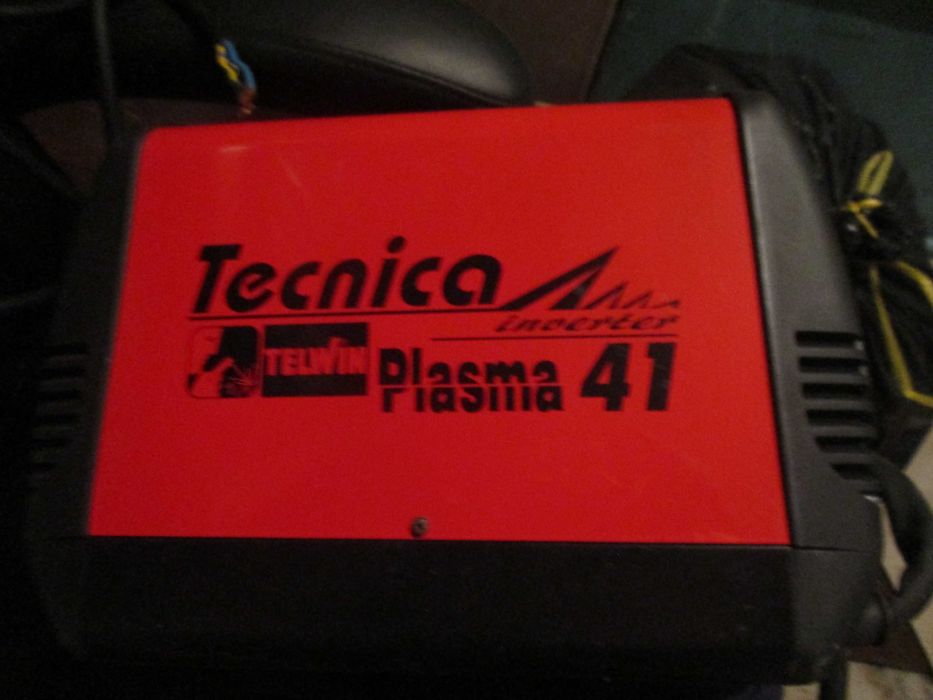 Tecnica
inverter
TELWIN Plasma 41